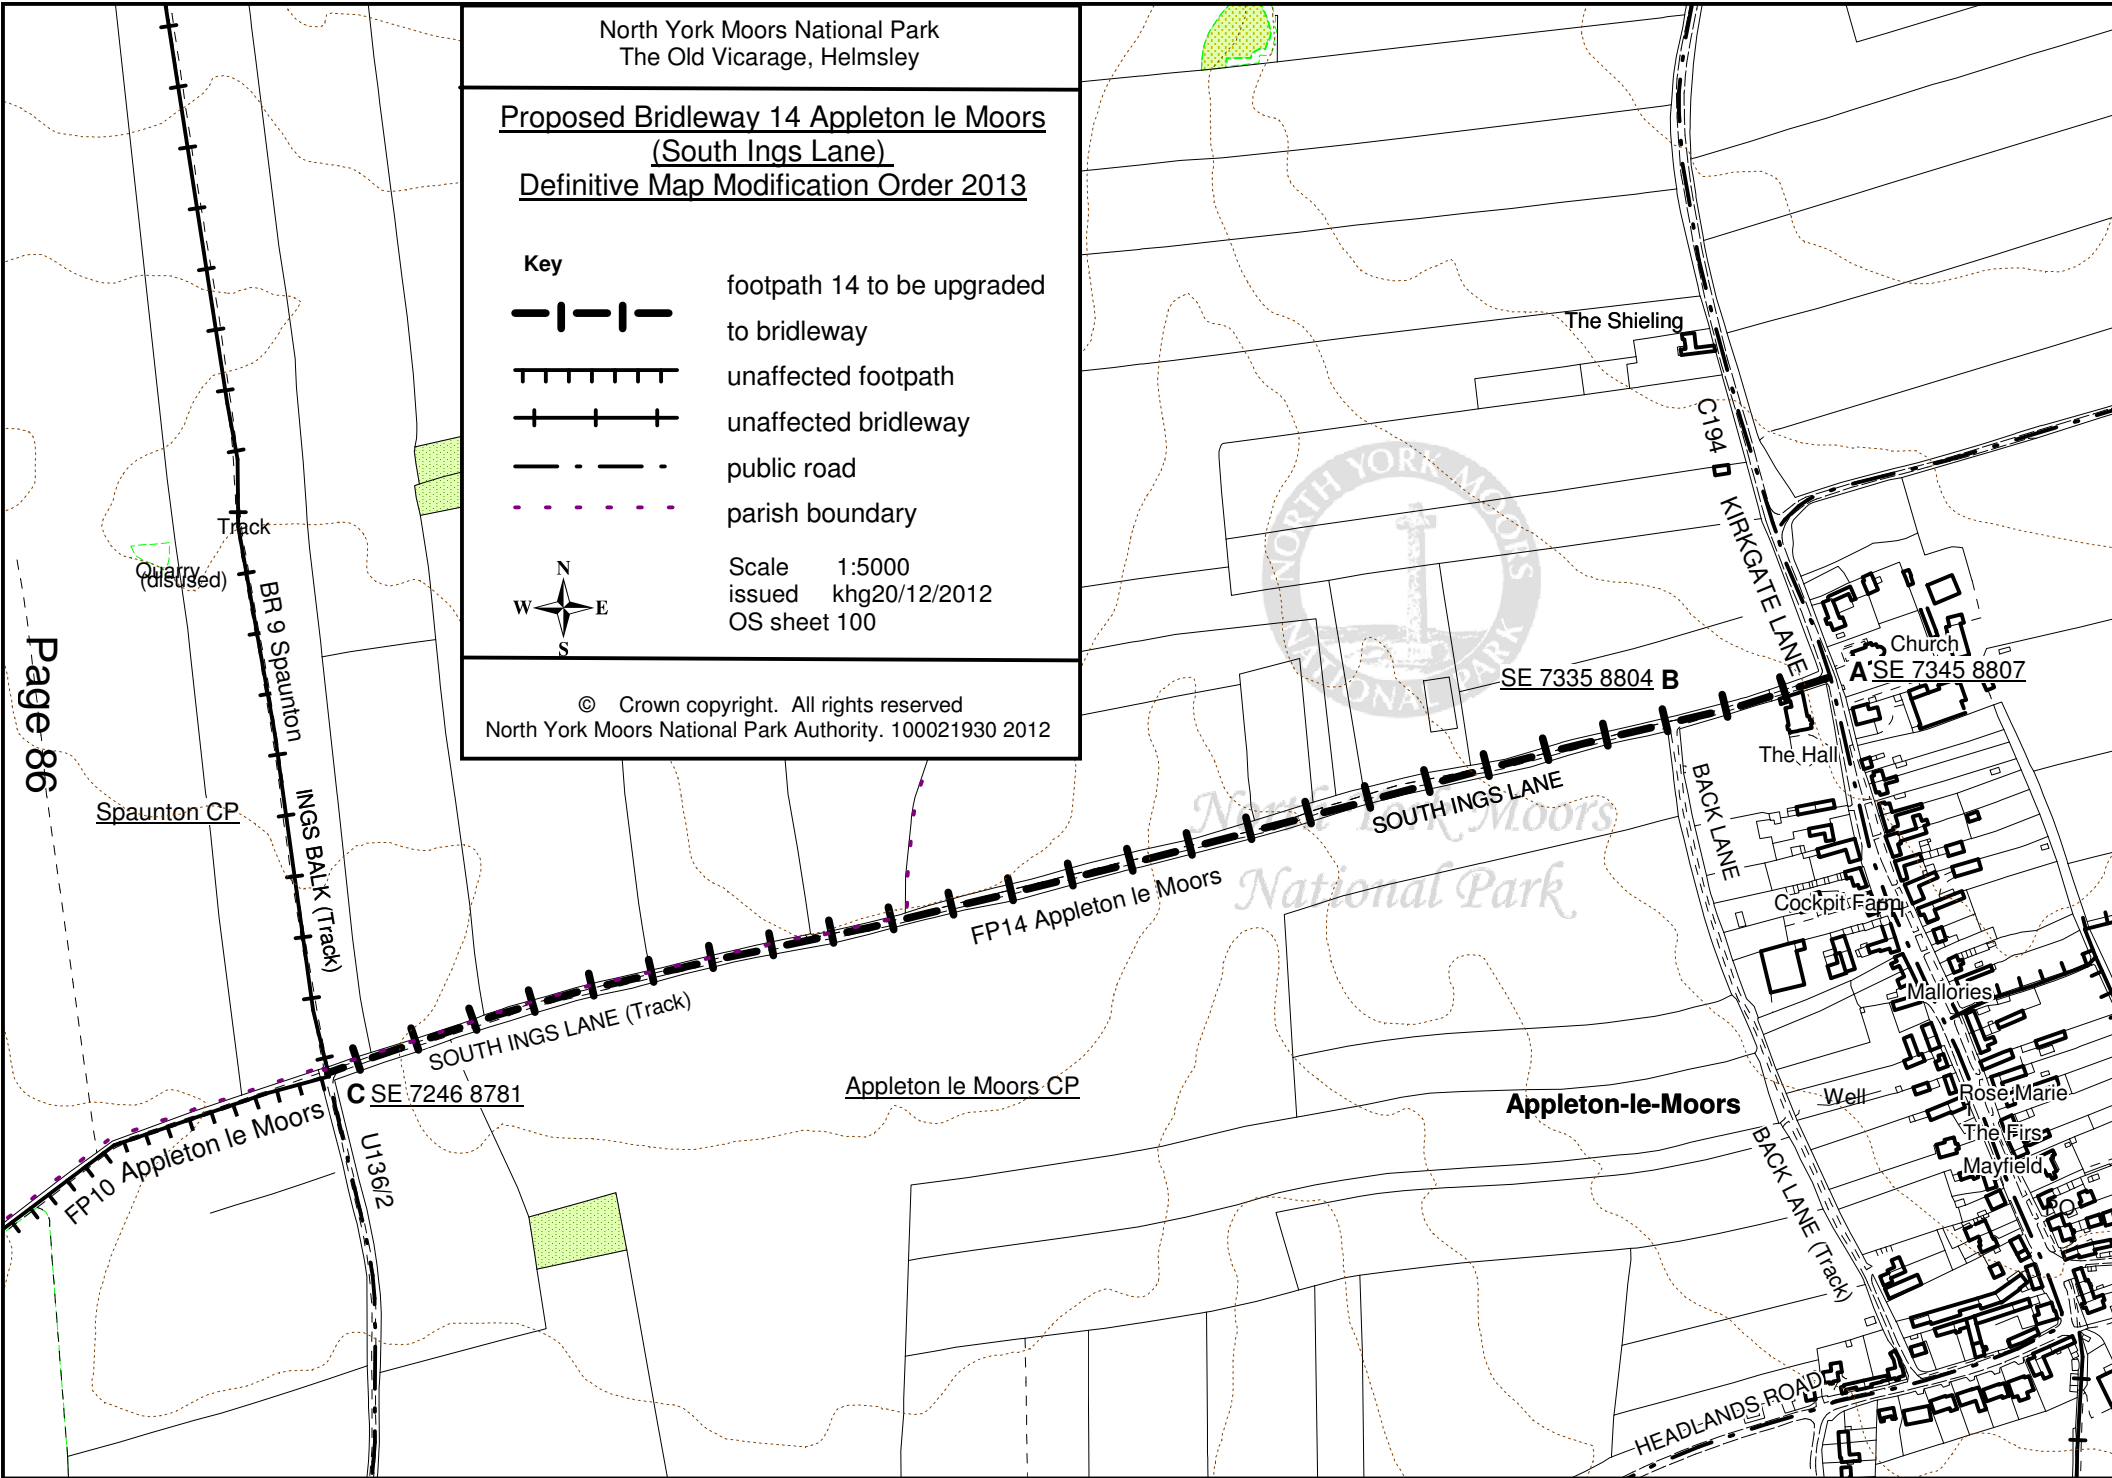 North York Moors National Park
The Old Vicarage, Helmsley
Proposed Bridleway 14 Appleton le Moors
(South Ings Lane)
Definitive Map Modification Order 2013
Key
footpath 14 to be upgraded
to bridleway
unaffected footpath
unaffected bridleway
public road
parish boundary
N
W E
S
Scale 1:5000
issued khg20/12/2012
OS sheet 100
© Crown copyright. All rights reserved
North York Moors National Park Authority. 100021930 2012
The Shieling
C194
KIRKGATE LANE
NORTH YORK MOORS
NATIONAL PARK
Track
Quarry
(disused)
BR 9 Spaunton
INGS BALK (Track)
Page 86
Spaunton CP
Church
A SE 7345 8807
SE 7335 8804 B
The Hall
BACK LANE
SOUTH INGS LANE
North York Moors
National Park
Cockpit Farm
FP14 Appleton le Moors
Mallories
SOUTH INGS LANE (Track)
C SE 7246 8781
Appleton le Moors CP
FP10 Appleton le Moors
U136/2
Appleton-le-Moors
Well
Rose Marie
The Firs
Mayfield
PO
BACK LANE (Track)
HEADLANDS ROAD